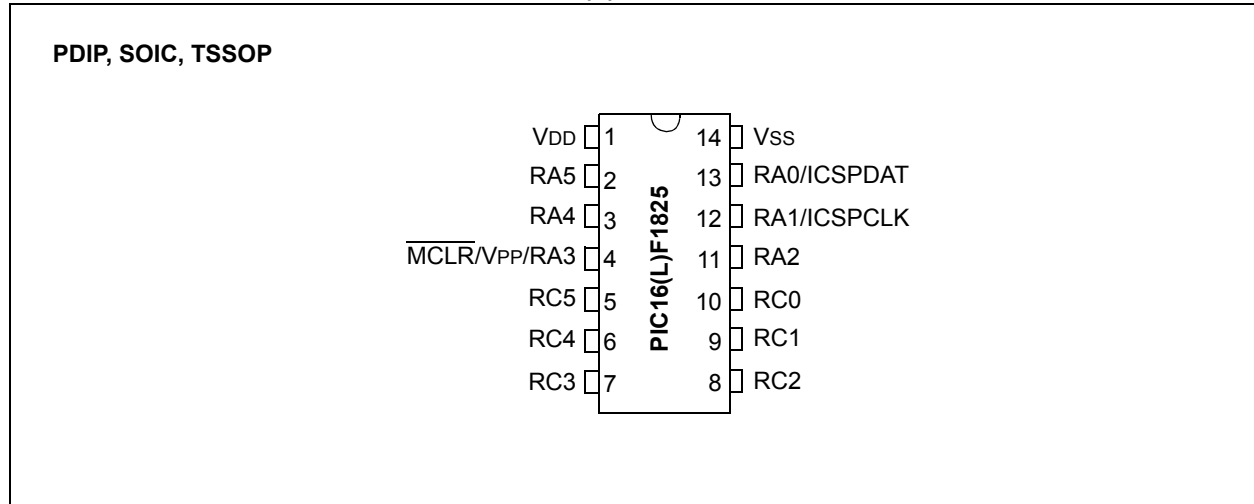 PDIP, SOIC, TSSOP
VDD 1 14 VSS
RA5 2 13 RA0/ICSPDAT
RA4 3 12 RA1/ICSPCLK
MCLR/VPP/RA3 4 11 RA2
RC5 5 10 RC0
RC4 6 9 RC1
RC3 7 8 RC2
PIC16(L)F1825